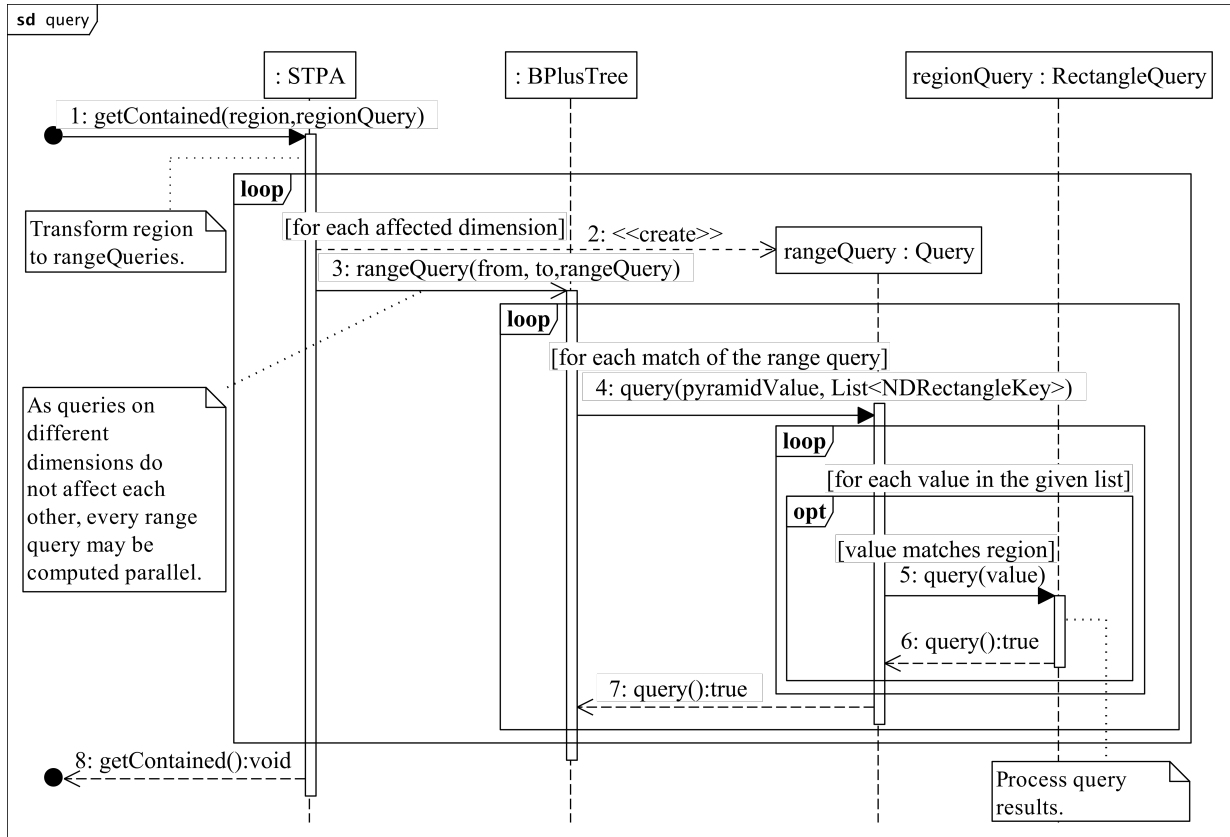 sd query
: STPA
: BPlusTree
regionQuery : RectangleQuery
1: getContained(region,regionQuery)
loop
Transform region
to rangeQueries.
[for each affected dimension]
2: <<create>>
rangeQuery : Query
3: rangeQuery(from, to,rangeQuery)
loop
[for each match of the range query]
4: query(pyramidValue, List<NDRectangleKey>)
As queries on
different
dimensions do
not affect each
other, every range
query may be
computed parallel.
loop
[for each value in the given list]
opt
[value matches region]
5: query(value)
6: query():true
7: query():true
8: getContained():void
Process query
results.